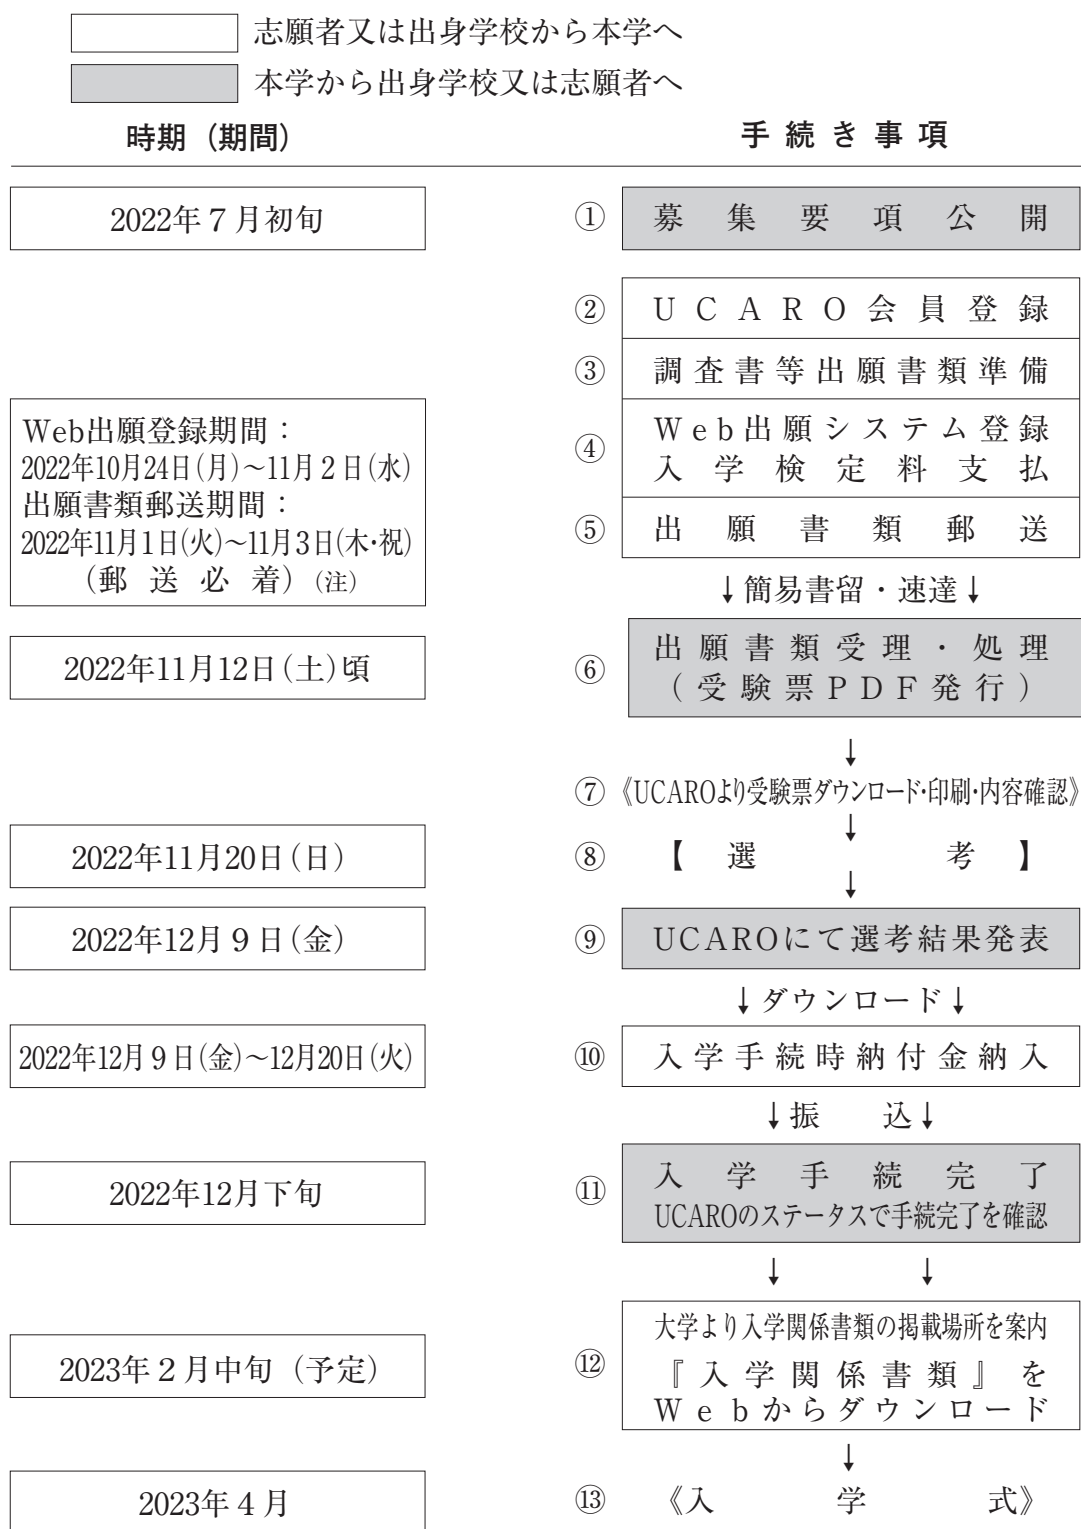 志願者又は出身学校から本学へ
本学から出身学校又は志願者へ
時期（期間）
手続き事項
2022年７月初旬
① 募集要項公開
② UCARO会員登録
③ 調査書等出願書類準備
Web出願登録期間：
2022年10月24日(月)～11月２日(水)
出願書類郵送期間：
2022年11月1日(火)～11月3日(木・祝)
（郵送必着）（注）
④ Web出願システム登録
入学検定料支払
⑤ 出願書類郵送
↓簡易書留・速達↓
2022年11月12日(土)頃
⑥ 出願書類受理・処理
（受験票PDF発行）
↓
⑦ 《UCAROより受験票ダウンロード・印刷・内容確認》
↓
2022年11月20日(日)
⑧ 【選考】
↓
2022年12月９日(金)
⑨ UCAROにて選考結果発表
↓ダウンロード↓
2022年12月９日(金)～12月20日(火)
⑩ 入学手続時納付金納入
↓振込↓
2022年12月下旬
⑪ 入学手続完了
UCAROのステータスで手続完了を確認
↓ ↓
2023年２月中旬（予定）
⑫ 大学より入学関係書類の掲載場所を案内
『入学関係書類』を
Webからダウンロード
↓
2023年４月
⑬ 《入学式》